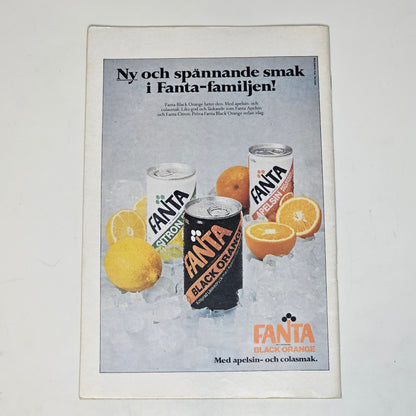 Ny och spännande smak
i Fanta-familjen!
Fanta Black Orange heter den. Med apelsin- och
colasmak. Lika god och läskande som Fanta Apelsin
och Fanta Citron. Pröva Fanta Black Orange redan idag.
FANTA
CITRON
FANTA
APELSIN
FANTA
BLACK ORANGE
FANTA
BLACK ORANGE
Med apelsin- och colasmak.